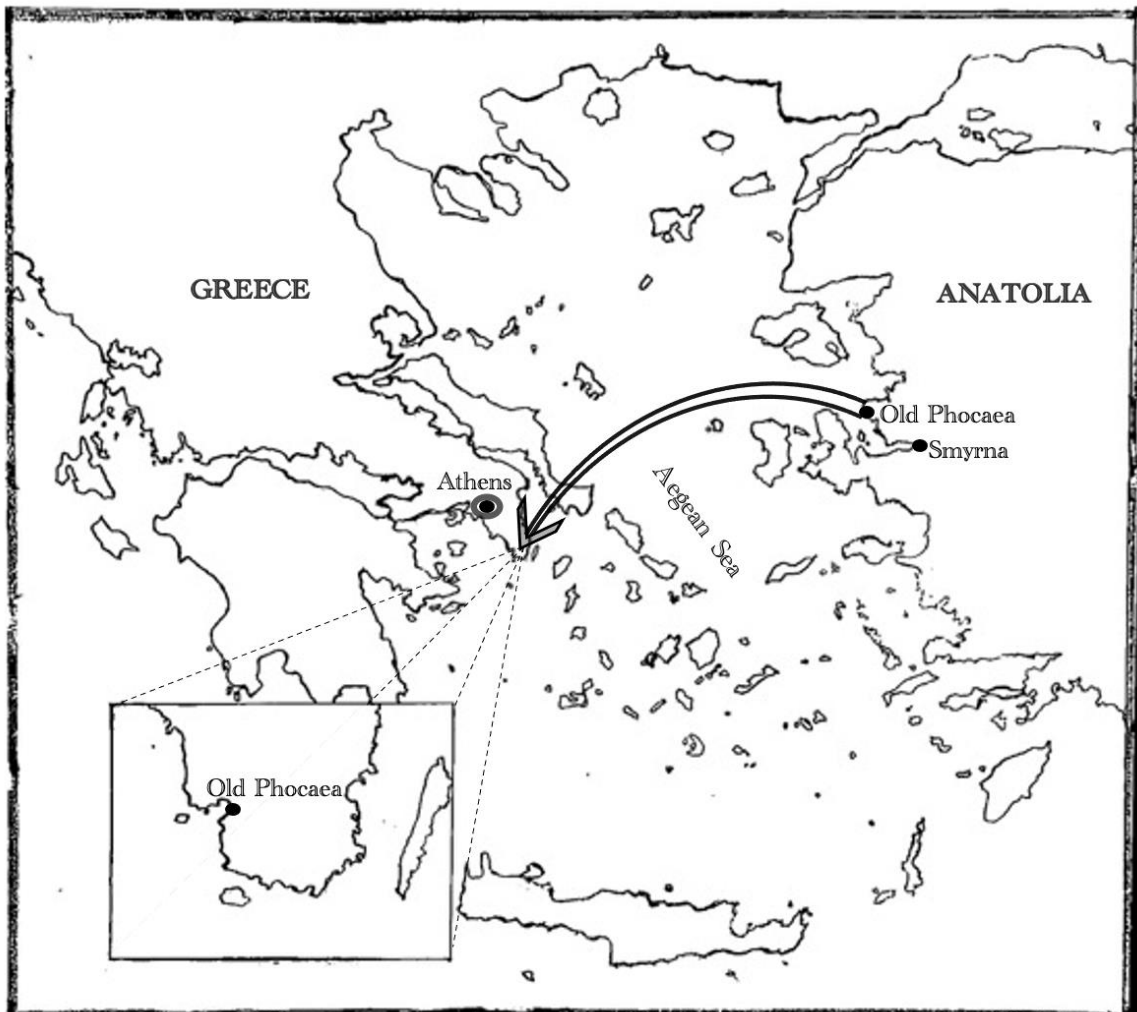 GREECE
ANATOLIA
Old Phocaea
Smyrna
Athens
Aegean Sea
Old Phocaea